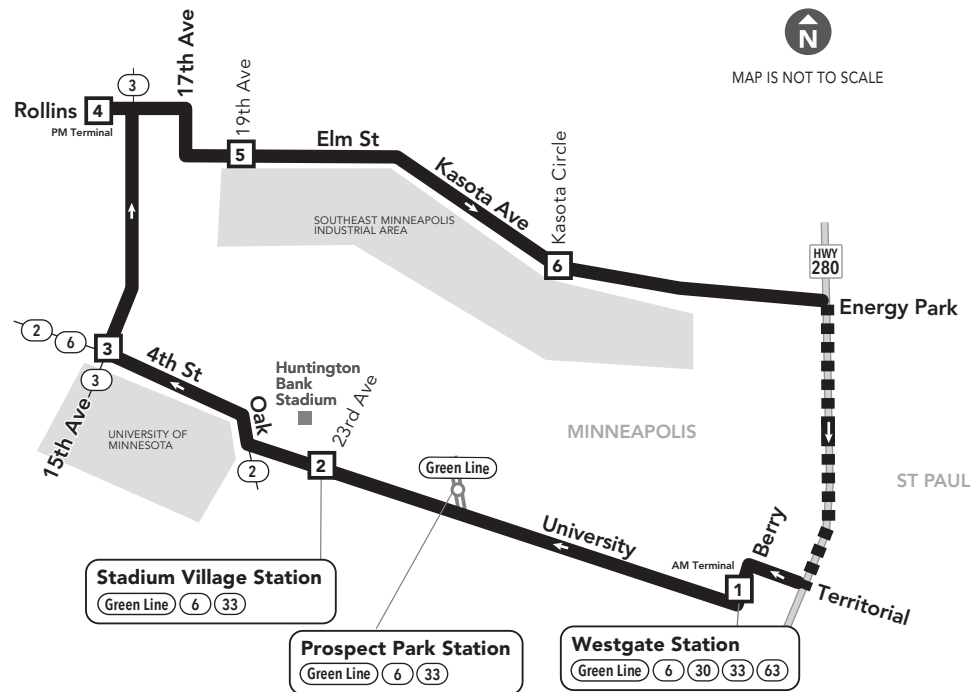 N
MAP IS NOT TO SCALE
3
17th Ave
Rollins
4
PM Terminal
19th Ave
5
Elm St
Kasota Ave
Kasota Circle
6
SOUTHEAST MINNEAPOLIS
INDUSTRIAL AREA
HWY
280
Energy Park
2
6
3
3
4th St
15th Ave
UNIVERSITY OF
MINNESOTA
Oak
2
Huntington
Bank
Stadium
23rd Ave
2
Green Line
MINNEAPOLIS
ST PAUL
University
AM Terminal
1
Berry
Territorial
Stadium Village Station
Green Line 6 33
Prospect Park Station
Green Line 6 33
Westgate Station
Green Line 6 30 33 63